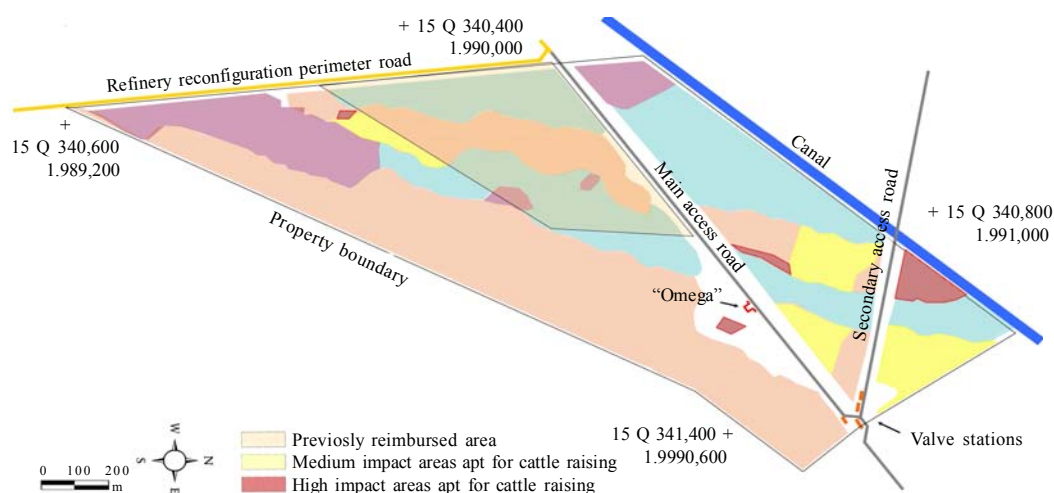 + 15 Q 340,400
1.990,000
Refinery reconfiguration perimeter road
+
15 Q 340,600
1.989,200
Canal
Main access road
Secondary access road
+ 15 Q 340,800
1.991,000
Property boundary
“Omega”
15 Q 341,400 +
1.9990,600
Valve stations
W
S
N
E
0 100 200
m
Previosly reimbursed area
Medium impact areas apt for cattle raising
High impact areas apt for cattle raising